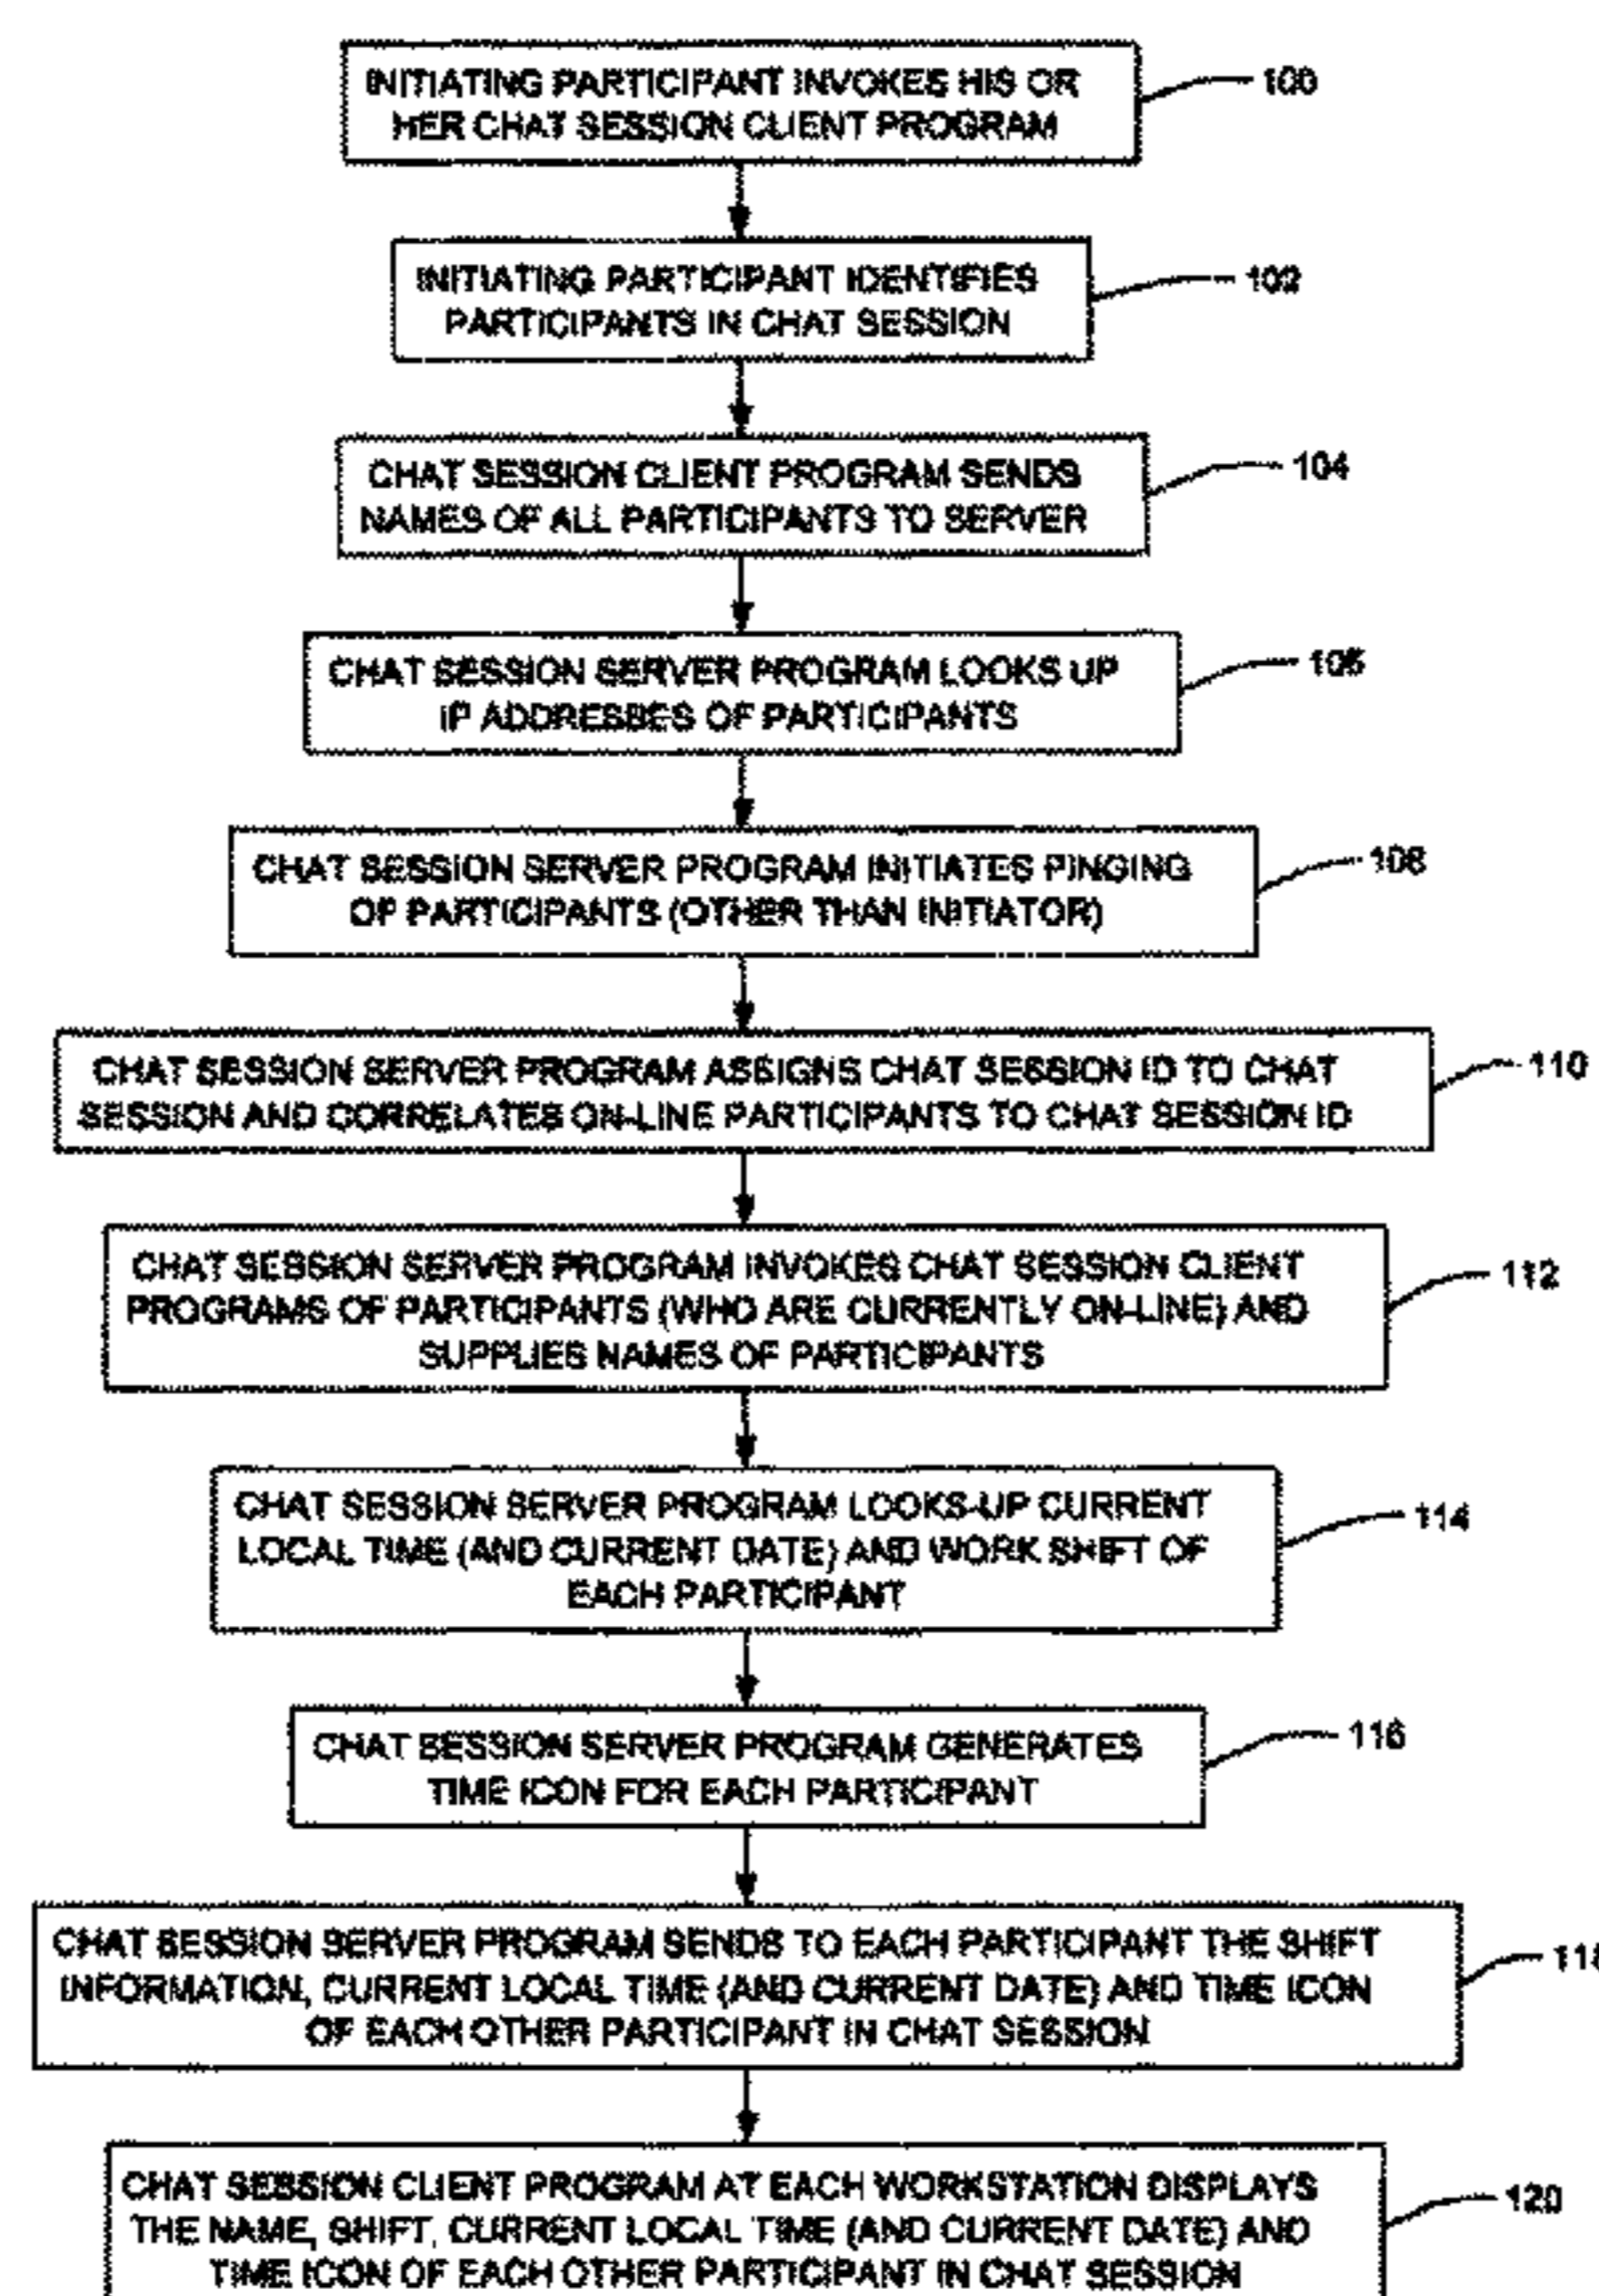 INITIATING PARTICIPANT INVOKES HIS OR
HER CHAT SESSION CLIENT PROGRAM
100
INITIATING PARTICIPANT IDENTIFIES
PARTICIPANTS IN CHAT SESSION
102
CHAT SESSION CLIENT PROGRAM SENDS
NAMES OF ALL PARTICIPANTS TO SERVER
104
CHAT SESSION SERVER PROGRAM LOOKS UP
IP ADDRESSES OF PARTICIPANTS
CHAT SESSION SERVER PROGRAM INITIATES PINGING
OF PARTICIPANTS (OTHER THAN INITIATOR)
CHAT SESSION SERVER PROGRAM ASSIGNS CHAT SESSION ID TO CHAT
SESSION AND CORRELATES ON-LINE PARTICIPANTS TO CHAT SESSION ID
110
CHAT SESSION SERVER PROGRAM INVOKES CHAT SESSION CLIENT
PROGRAMS OF PARTICIPANTS (WHO ARE CURRENTLY ON-LINE) AND
SUPPLIES NAMES OF PARTICIPANTS
112
CHAT SESSION SERVER PROGRAM LOOKS-UP CURRENT
LOCAL TIME (AND CURRENT DATE) AND WORK SHIFT OF
EACH PARTICIPANT
114
CHAT SESSION SERVER PROGRAM GENERATES
TIME ICON FOR EACH PARTICIPANT
116
CHAT SESSION SERVER PROGRAM SENDS TO EACH PARTICIPANT THE SHIFT
INFORMATION, CURRENT LOCAL TIME (AND CURRENT DATE) AND TIME ICON
OF EACH OTHER PARTICIPANT IN CHAT SESSION
CHAT SESSION CLIENT PROGRAM AT EACH WORKSTATION DISPLAYS
THE NAME, SHIFT, CURRENT LOCAL TIME (AND CURRENT DATE) AND
TIME ICON OF EACH OTHER PARTICIPANT IN CHAT SESSION
120